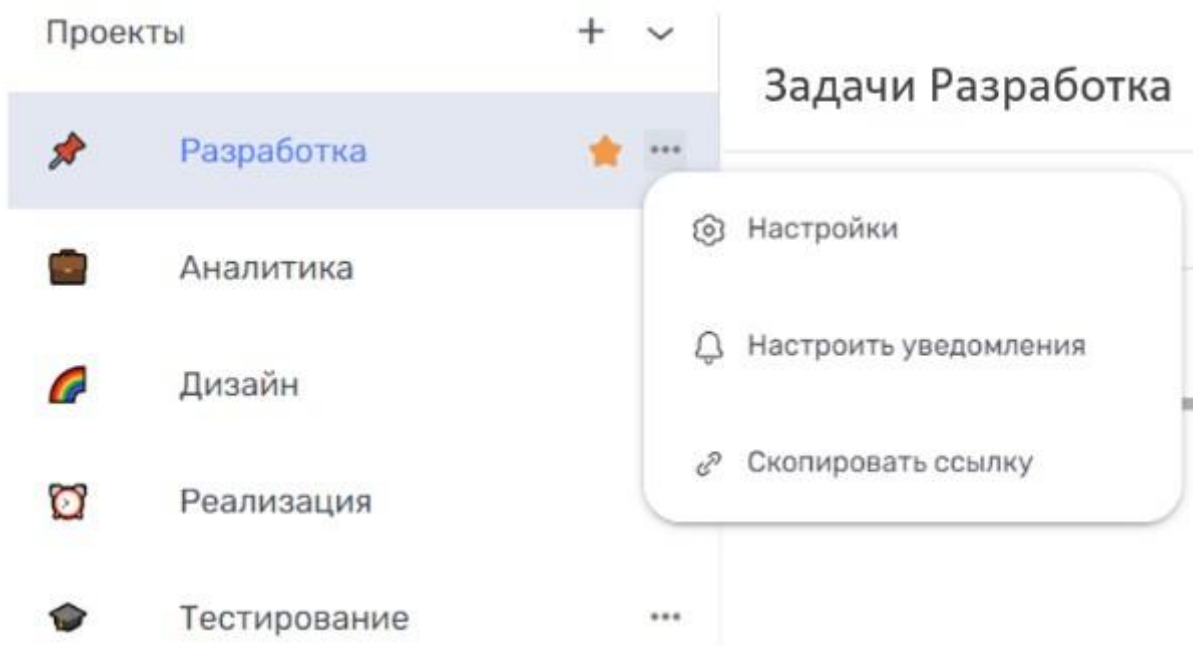 Проекты
Задачи Разработка
Разработка
Настройки
Аналитика
Настроить уведомления
Дизайн
Скопировать ссылку
Реализация
Тестирование